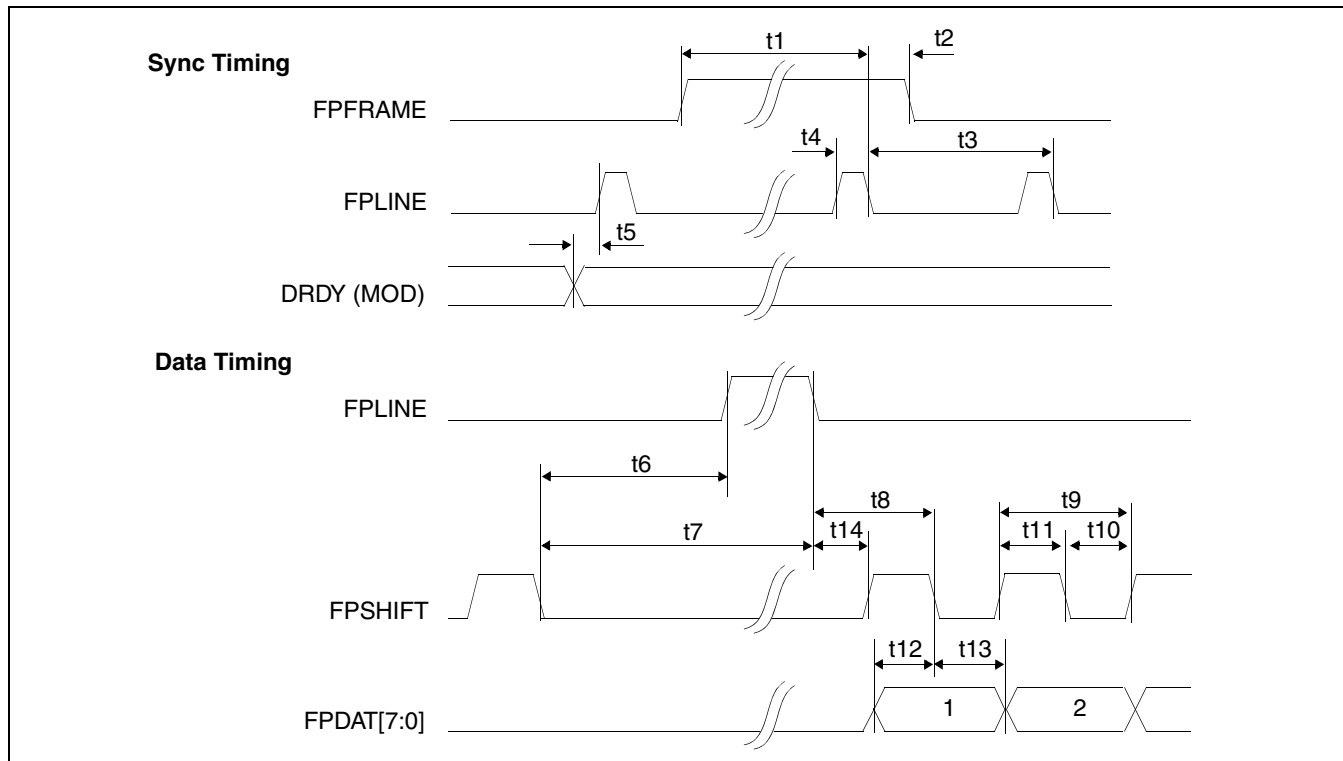 Sync Timing
t1
t2
FPFRAME
t4
t3
FPLINE
t5
DRDY (MOD)
Data Timing
FPLINE
t6
t8
t9
t7
t14
t11
t10
FPSHIFT
t12
t13
FPDAT[7:0]
1
2